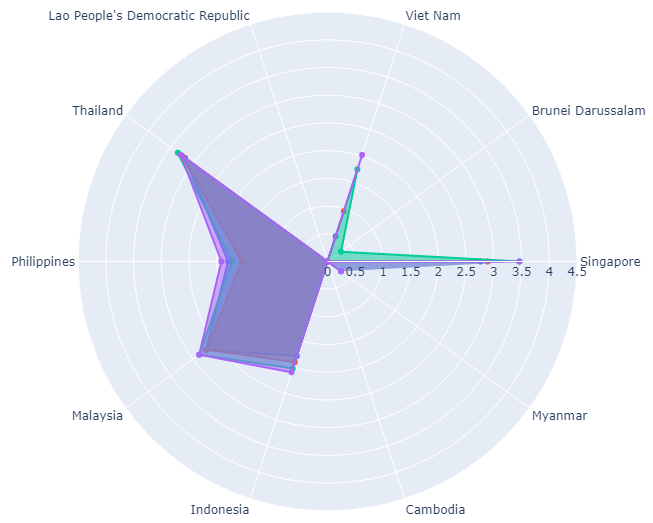 Lao People's Democratic Republic
Viet Nam
Thailand
Brunei Darussalam
Philippines
Singapore
0 0.5 1 1.5 2 2.5 3 3.5 4 4.5
Malaysia
Myanmar
Indonesia
Cambodia